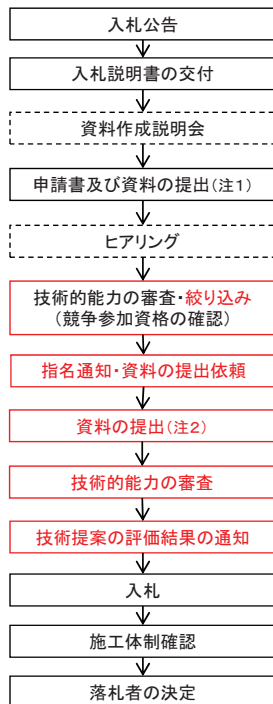 入札公告
入札説明書の交付
資料作成説明会
申請書及び資料の提出(注1)
ヒアリング
技術的能力の審査・絞り込み
(競争参加資格の確認)
指名通知・資料の提出依頼
資料の提出(注2)
技術的能力の審査
技術提案の評価結果の通知
入札
施工体制確認
落札者の決定